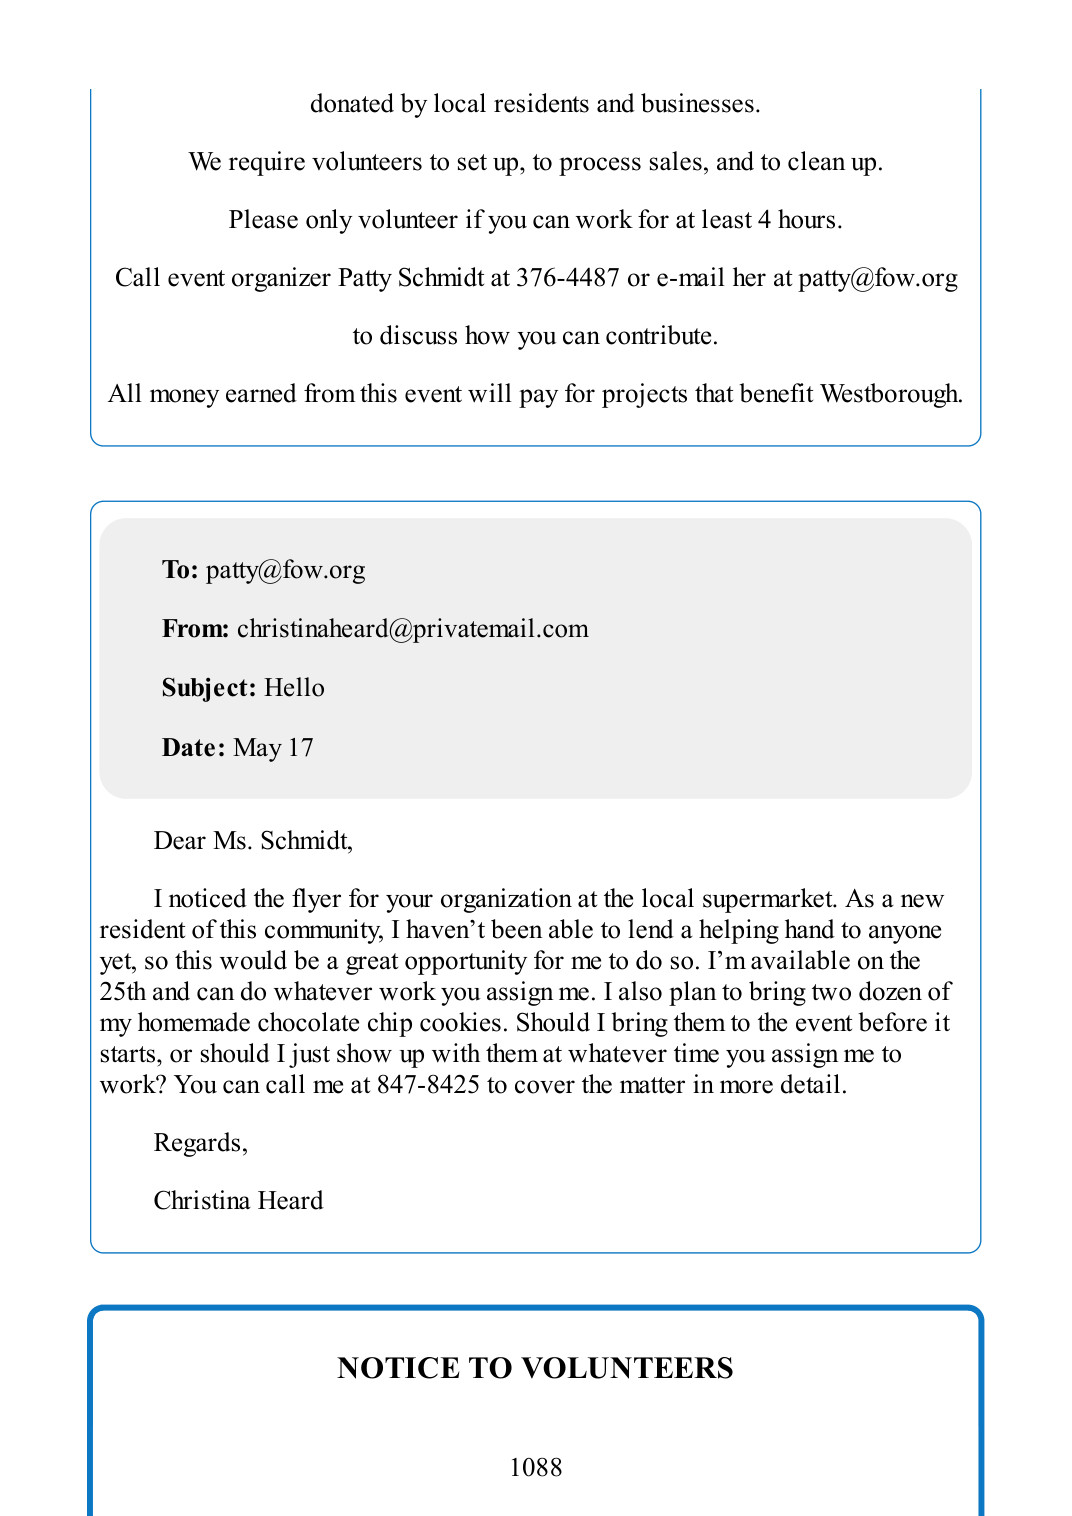 donated by local residents and businesses.
We require volunteers to set up, to process sales, and to clean up.
Please only volunteer if you can work for at least 4 hours.
Call event organizer Patty Schmidt at 376-4487 or e-mail her at patty@fow.org
to discuss how you can contribute.
All money earned from this event will pay for projects that benefit Westborough.
To: patty@fow.org
From: christinaheard@privatemail.com
Subject: Hello
Date: May 17
Dear Ms. Schmidt,
I noticed the flyer for your organization at the local supermarket. As a new
resident of this community, I haven’t been able to lend a helping hand to anyone
yet, so this would be a great opportunity for me to do so. I’m available on the
25th and can do whatever work you assign me. I also plan to bring two dozen of
my homemade chocolate chip cookies. Should I bring them to the event before it
starts, or should I just show up with them at whatever time you assign me to
work? You can call me at 847-8425 to cover the matter in more detail.
Regards,
Christina Heard
NOTICE TO VOLUNTEERS
1088